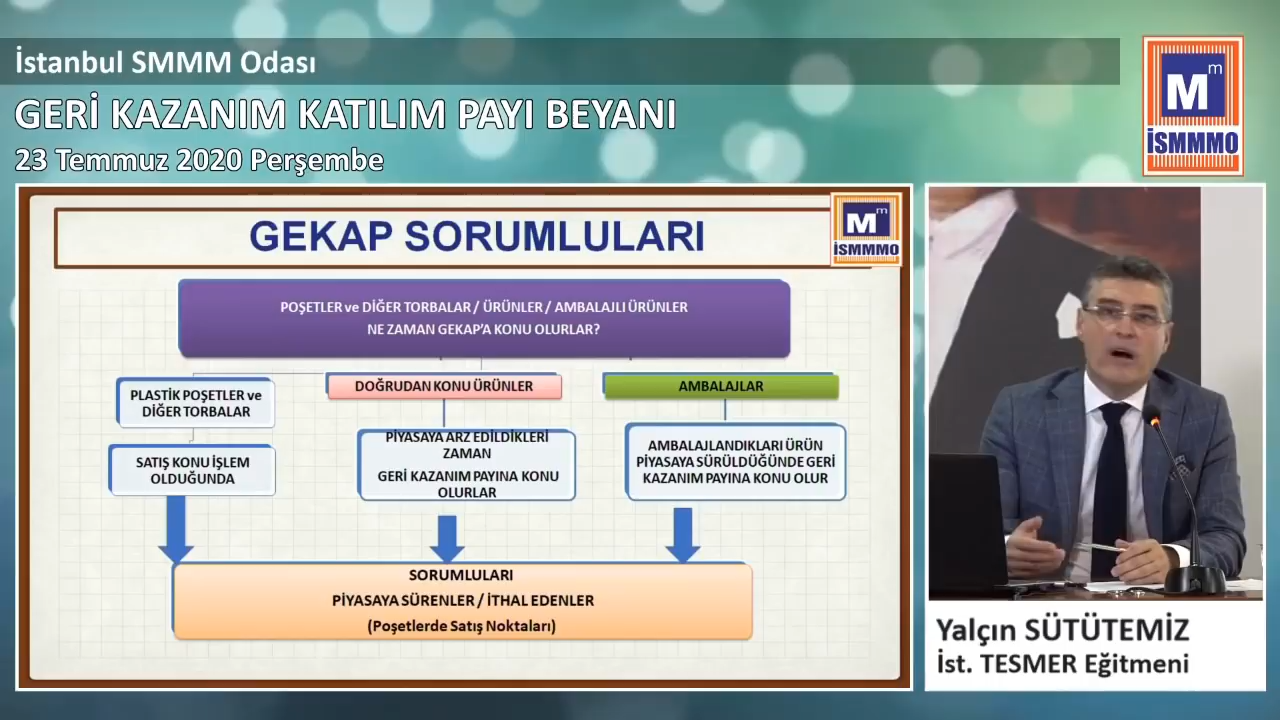 İstanbul SMMM Odası
GERİ KAZANIM KATILIM PAYI BEYANI
23 Temmuz 2020 Perşembe
M m
İSMMMO
GEKAP SORUMLULARI
M m
İSMMMO
POŞETLER ve DİĞER TORBALAR / ÜRÜNLER / AMBALAJLI ÜRÜNLER
NE ZAMAN GEKAP'A KONU OLURLAR?
PLASTİK POŞETLER ve
DİĞER TORBALAR
SATIŞ KONU İŞLEM
OLDUĞUNDA
DOĞRUDAN KONU ÜRÜNLER
PİYASAYA ARZ EDİLDİKLERİ
ZAMAN
GERİ KAZANIM PAYINA KONU
OLURLAR
AMBALAJLAR
AMBALAJLANDIKLARI ÜRÜN
PİYASAYA SÜRÜLDÜĞÜNDE GERİ
KAZANIM PAYINA KONU OLUR
SORUMLULARI
PİYASAYA SÜRENLER / İTHAL EDENLER
(Poşetlerde Satış Noktaları)
Yalçın SÜTÜTEMİZ
İst. TESMER Eğitmeni